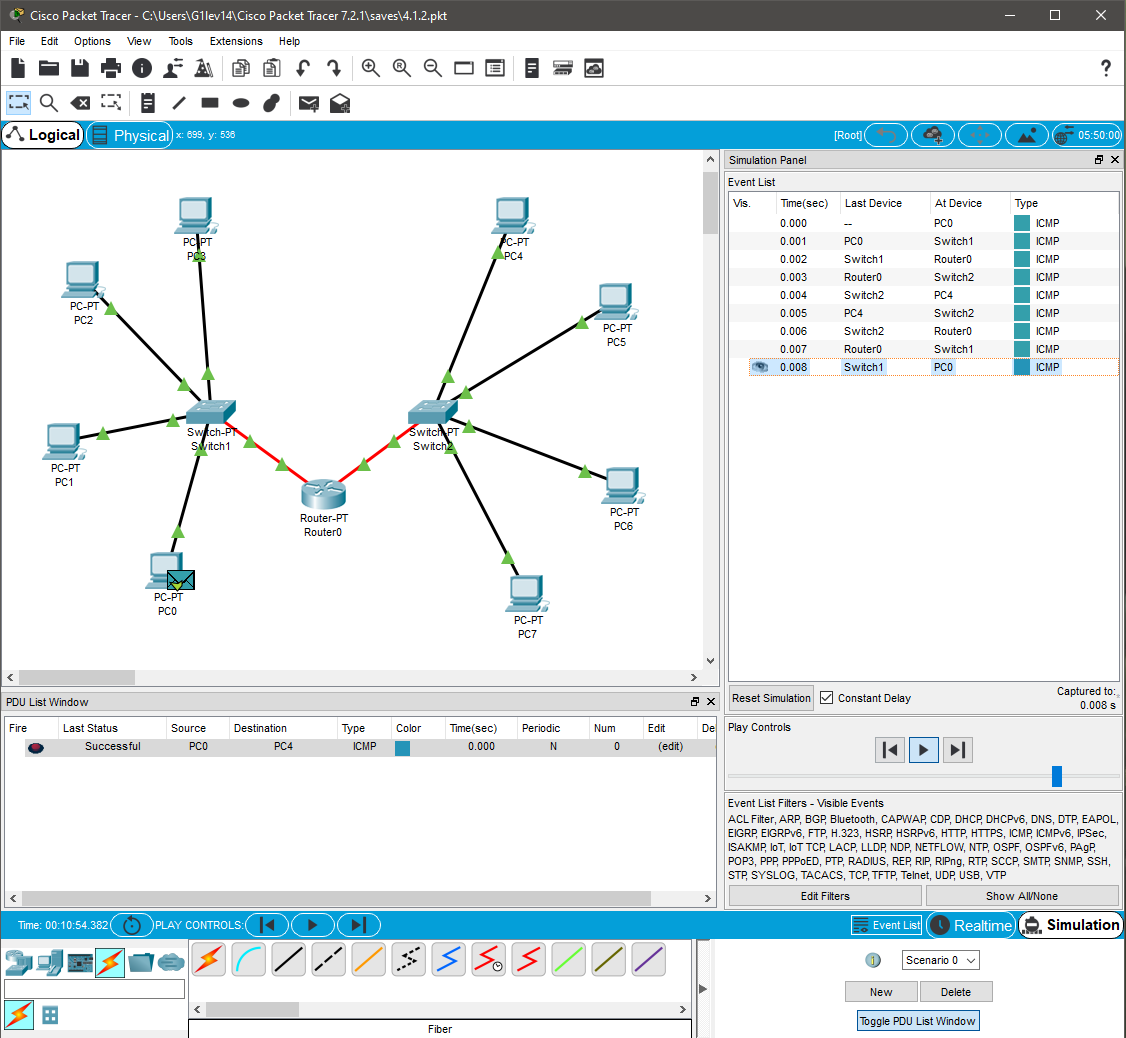 Cisco Packet Tracer - C:\Users\G1lev14\Cisco Packet Tracer 7.2.1\saves\4.1.2.pkt
File Edit Options View Tools Extensions Help
Logical Physical x: 699, y: 536 [Root] 05:50:00
PC-PT
PC3
PC-PT
PC4
PC-PT
PC2
PC-PT
PC5
Switch-PT
Switch1
Switch-PT
Switch2
PC-PT
PC1
Router-PT
Router0
PC-PT
PC6
PC-PT
PC0
PC-PT
PC7
Simulation Panel
Event List
Vis. Time(sec) Last Device At Device Type
0.000 -- PC0 ICMP
0.001 PC0 Switch1 ICMP
0.002 Switch1 Router0 ICMP
0.003 Router0 Switch2 ICMP
0.004 Switch2 PC4 ICMP
0.005 PC4 Switch2 ICMP
0.006 Switch2 Router0 ICMP
0.007 Router0 Switch1 ICMP
0.008 Switch1 PC0 ICMP
Reset Simulation Constant Delay Captured to:
0.008 s
Play Controls
Event List Filters - Visible Events
ACL Filter, ARP, BGP, Bluetooth, CAPWAP, CDP, DHCP, DHCPv6, DNS, DTP, EAPOL,
EIGRP, EIGRPv6, FTP, H.323, HSRP, HSRPv6, HTTP, HTTPS, ICMP, ICMPv6, IPSec,
ISAKMP, IoT, IoT TCP, LACP, LLDP, NDP, NETFLOW, NTP, OSPF, OSPFv6, PAgP,
POP3, PPP, PPPoED, PTP, RADIUS, REP, RIP, RIPng, RTP, SCCP, SMTP, SNMP, SSH,
STP, SYSLOG, TACACS, TCP, TFTP, Telnet, UDP, USB, VTP
Edit Filters Show All/None
PDU List Window
Fire Last Status Source Destination Type Color Time(sec) Periodic Num Edit De
Successful PC0 PC4 ICMP 0.000 N 0 (edit)
Time: 00:10:54.382 PLAY CONTROLS: Event List Realtime Simulation
Scenario 0
New Delete
Toggle PDU List Window
Fiber